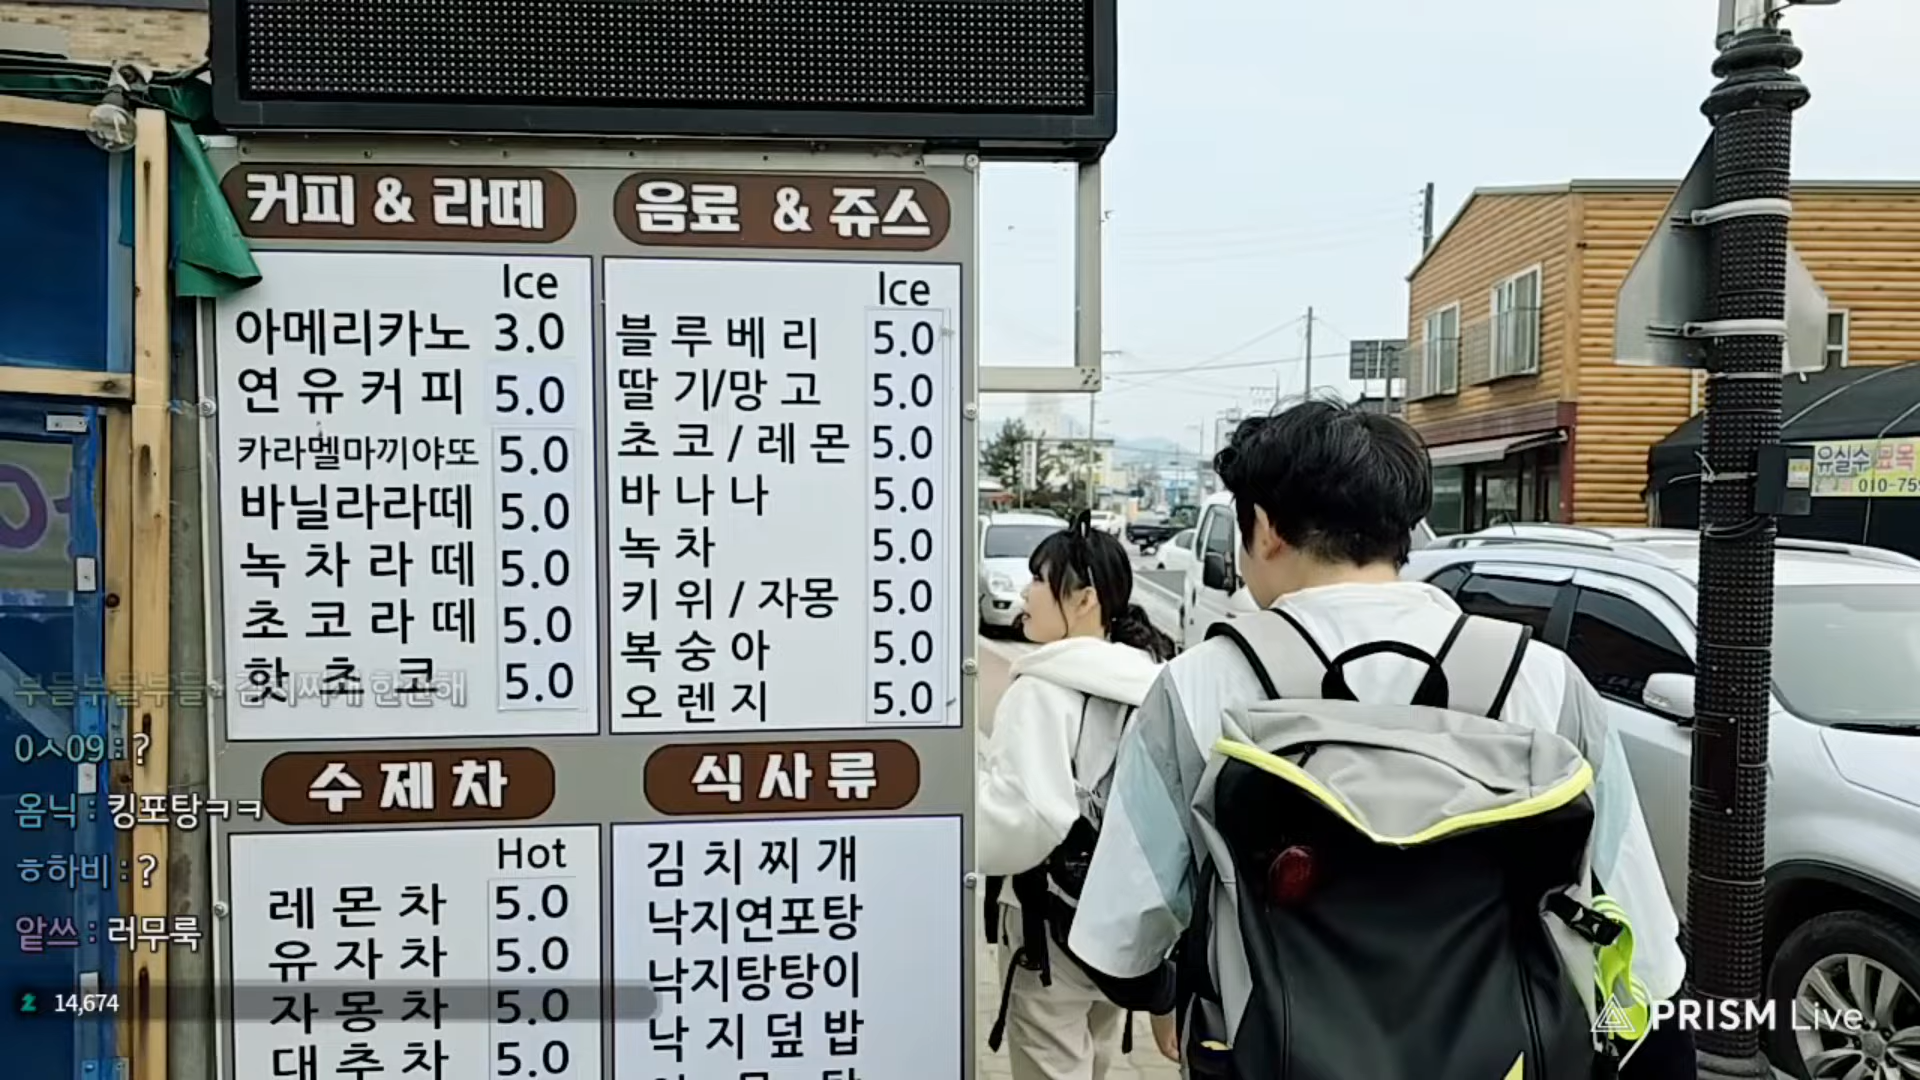 커피 & 라떼
Ice
아메리카노 3.0
연유커피 5.0
카라멜마끼야또 5.0
바닐라라떼 5.0
녹차라떼 5.0
초코라떼 5.0
핫초코 5.0
음료 & 쥬스
Ice
블루베리 5.0
딸기/망고 5.0
초코/레몬 5.0
바나나 5.0
녹차 5.0
키위/자몽 5.0
복숭아 5.0
오렌지 5.0
수제차
Hot
레몬차 5.0
유자차 5.0
자몽차 5.0
대추차 5.0
식사류
김치찌개
낙지연포탕
낙지탕탕이
낙지덮밥
유실수 묘목
010-759
0ㅅ09 : ?
옴닉 : 킹포탕ㅋㅋ
ㅎ하비 : ?
앝쓰 : 러무룩
14,674
PRISM Live